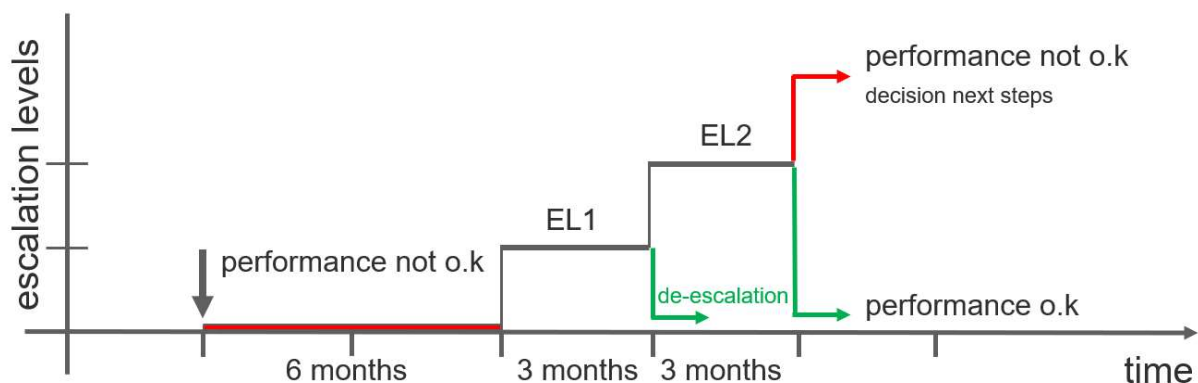 escalation levels
performance not o.k
decision next steps
EL2
EL1
performance not o.k
de-escalation
performance o.k
6 months
3 months
3 months
time